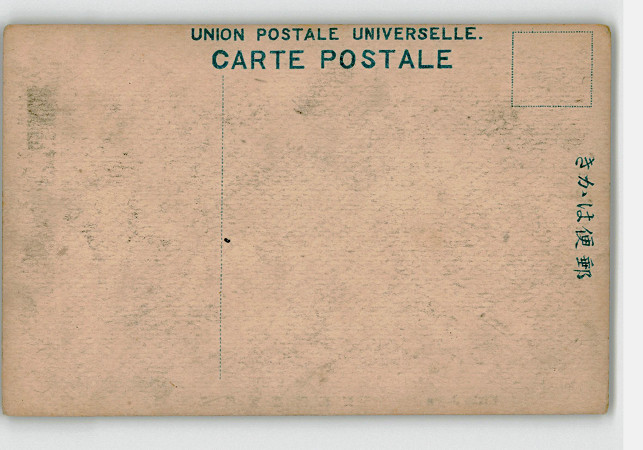 UNION POSTALE UNIVERSELLE.
CARTE POSTALE
きかは便郵